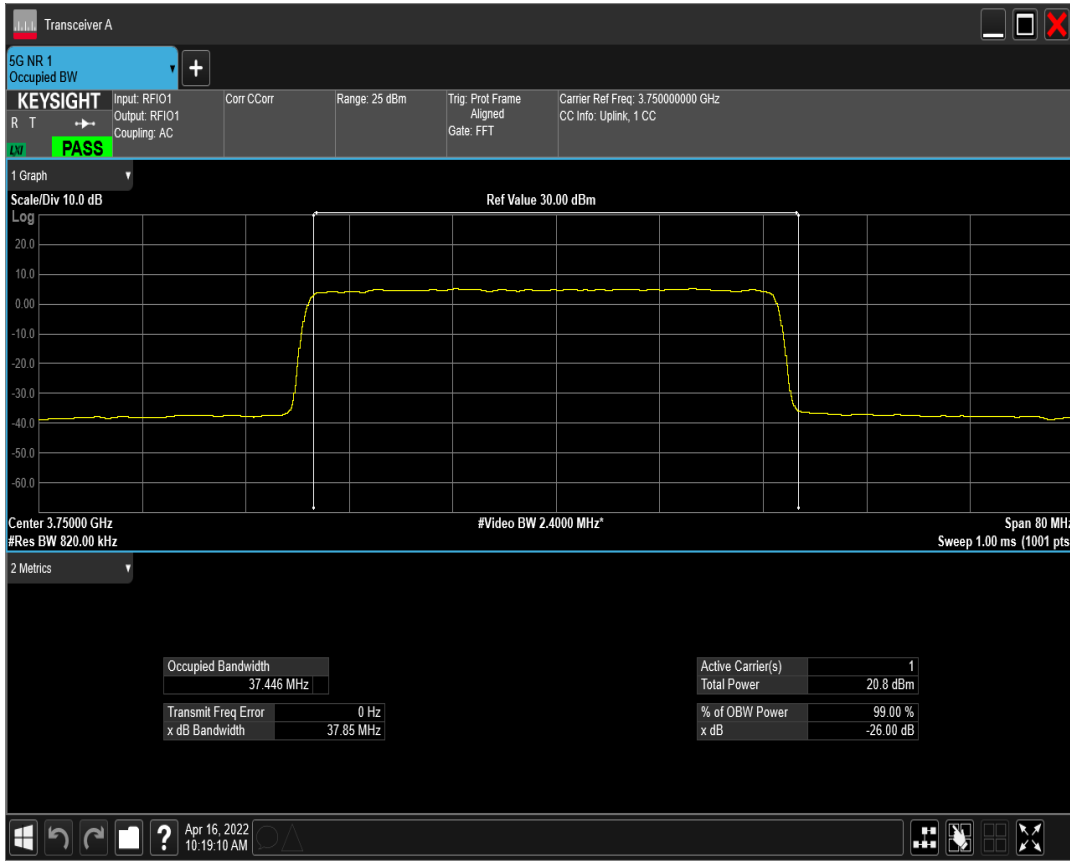 Transceiver A
5G NR 1
Occupied BW
+
KEYSIGHT
R T
LXI
PASS
Input: RFIO1
Output: RFIO1
Coupling: AC
Corr CCorr
Range: 25 dBm
Trig: Prot Frame
Aligned
Gate: FFT
Carrier Ref Freq: 3.750000000 GHz
CC Info: Uplink, 1 CC
1 Graph
Scale/Div 10.0 dB
Ref Value 30.00 dBm
Log
20.0
10.0
0.00
-10.0
-20.0
-30.0
-40.0
-50.0
-60.0
Center 3.75000 GHz
#Video BW 2.4000 MHz*
Span 80 MHz
#Res BW 820.00 kHz
Sweep 1.00 ms (1001 pts
2 Metrics
Occupied Bandwidth
37.446 MHz
Transmit Freq Error 0 Hz
x dB Bandwidth 37.85 MHz
Active Carrier(s) 1
Total Power 20.8 dBm
% of OBW Power 99.00 %
x dB -26.00 dB
?
Apr 16, 2022
10:19:10 AM